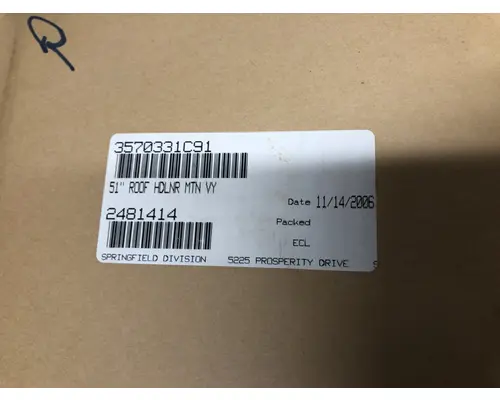 R
3570331C91
51" ROOF HDLNR MTN VY
Date 11/14/2006
2481414
Packed
ECL
SPRINGFIELD DIVISION 5225 PROSPERITY DRIVE S